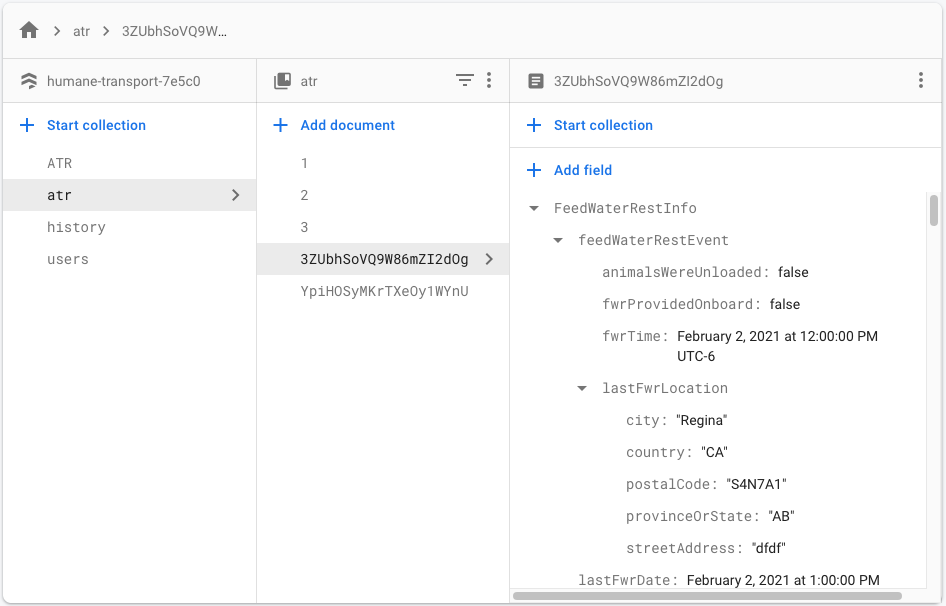 atr
3ZUbhSoVQ9W…
humane-transport-7e5c0
Start collection
ATR
atr
history
users
atr
Add document
1
2
3
3ZUbhSoVQ9W86mZI2dOg
YpiHOSyMKrTXeOy1WYnU
3ZUbhSoVQ9W86mZI2dOg
Start collection
Add field
FeedWaterRestInfo
feedWaterRestEvent
animalsWereUnloaded: false
fwrProvidedOnboard: false
fwrTime: February 2, 2021 at 12:00:00 PM
UTC-6
lastFwrLocation
city: "Regina"
country: "CA"
postalCode: "S4N7A1"
provinceOrState: "AB"
streetAddress: "dfdf"
lastFwrDate: February 2, 2021 at 1:00:00 PM